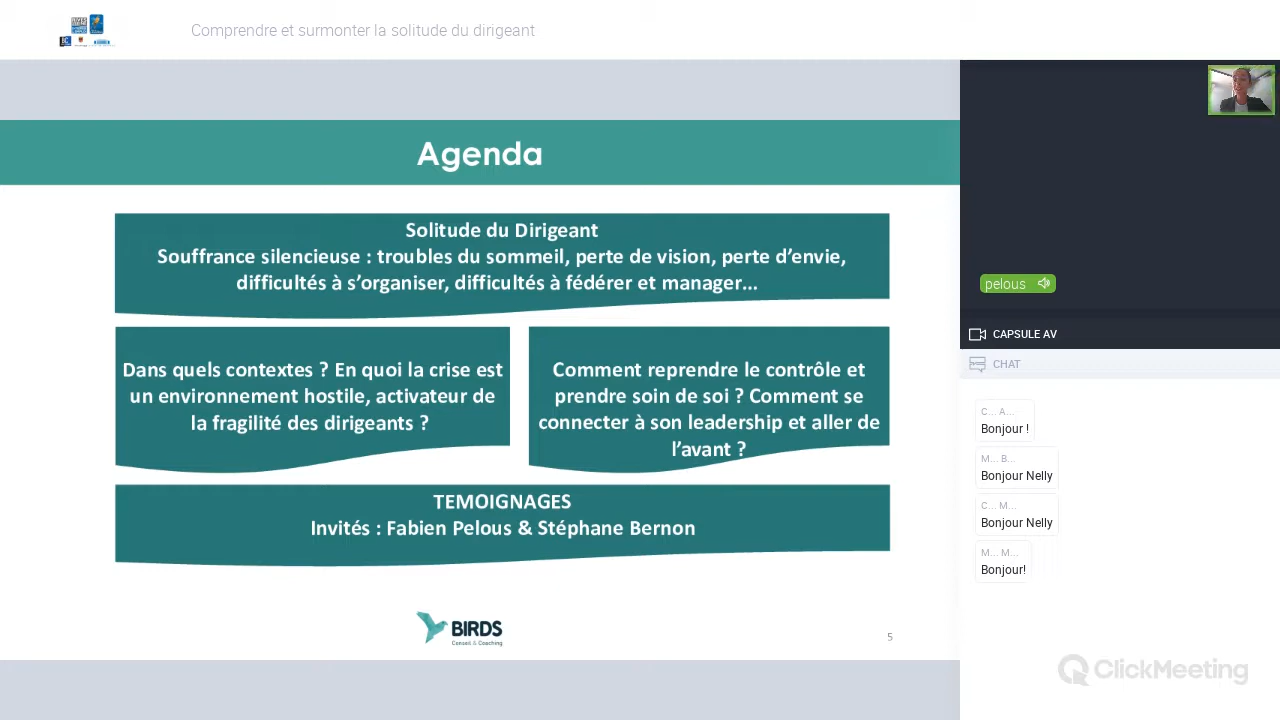 Comprendre et surmonter la solitude du dirigeant
Agenda
Solitude du Dirigeant
Souffrance silencieuse : troubles du sommeil, perte de vision, perte d’envie,
difficultés à s’organiser, difficultés à fédérer et manager...
Dans quels contextes ? En quoi la crise est
un environnement hostile, activateur de
la fragilité des dirigeants ?
Comment reprendre le contrôle et
prendre soin de soi ? Comment se
connecter à son leadership et aller de
l’avant ?
TEMOIGNAGES
Invités : Fabien Pelous & Stéphane Bernon
BIRDS
Conseil & Coaching
5
pelous
CAPSULE AV
CHAT
C... A...
Bonjour !
M... B...
Bonjour Nelly
C... M...
Bonjour Nelly
M... M...
Bonjour!
ClickMeeting